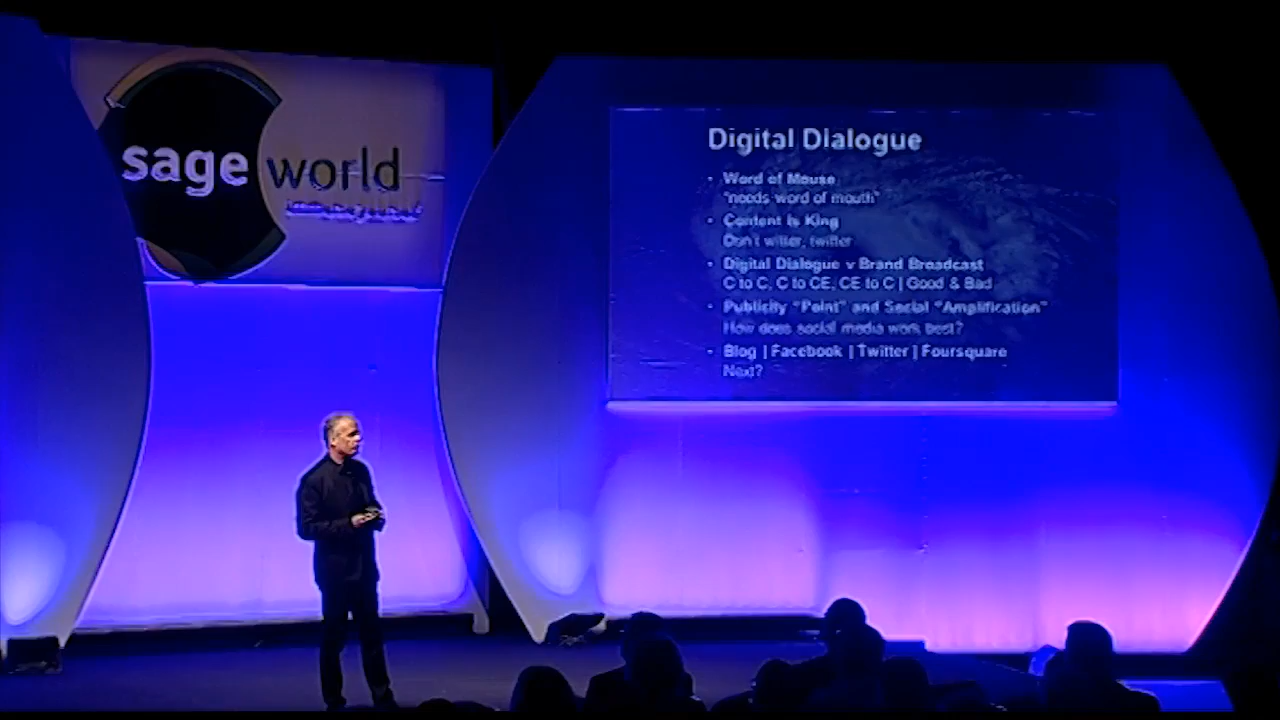 sage world
Digital Dialogue
• Word of Mouse
"needs word of mouth"
• Content is King
Don't witter, twitter
• Digital Dialogue v Brand Broadcast
C to C, C to CE, CE to C | Good & Bad
• Publicity "Point" and Social "Amplification"
How does social media work best?
• Blog | Facebook | Twitter | Foursquare
Next?